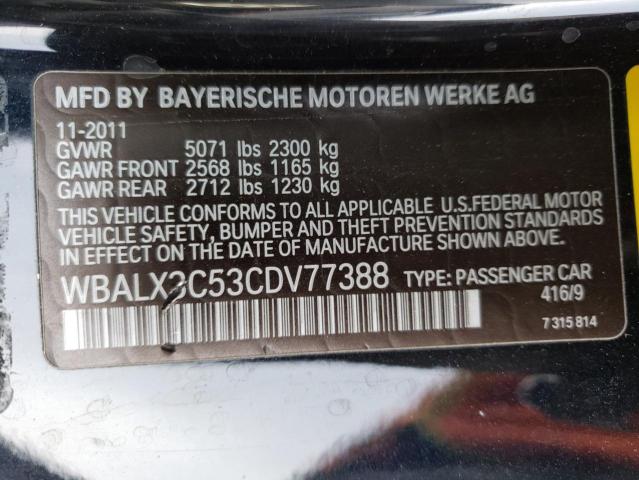 MFD BY BAYERISCHE MOTOREN WERKE AG
11-2011
GVWR 5071 lbs 2300 kg
GAWR FRONT 2568 lbs 1165 kg
GAWR REAR 2712 lbs 1230 kg
THIS VEHICLE CONFORMS TO ALL APPLICABLE U.S.FEDERAL MOTOR
VEHICLE SAFETY, BUMPER AND THEFT PREVENTION STANDARDS
IN EFFECT ON THE DATE OF MANUFACTURE SHOWN ABOVE.
WBALX3C53CDV77388 TYPE: PASSENGER CAR
416/9
7 315 814